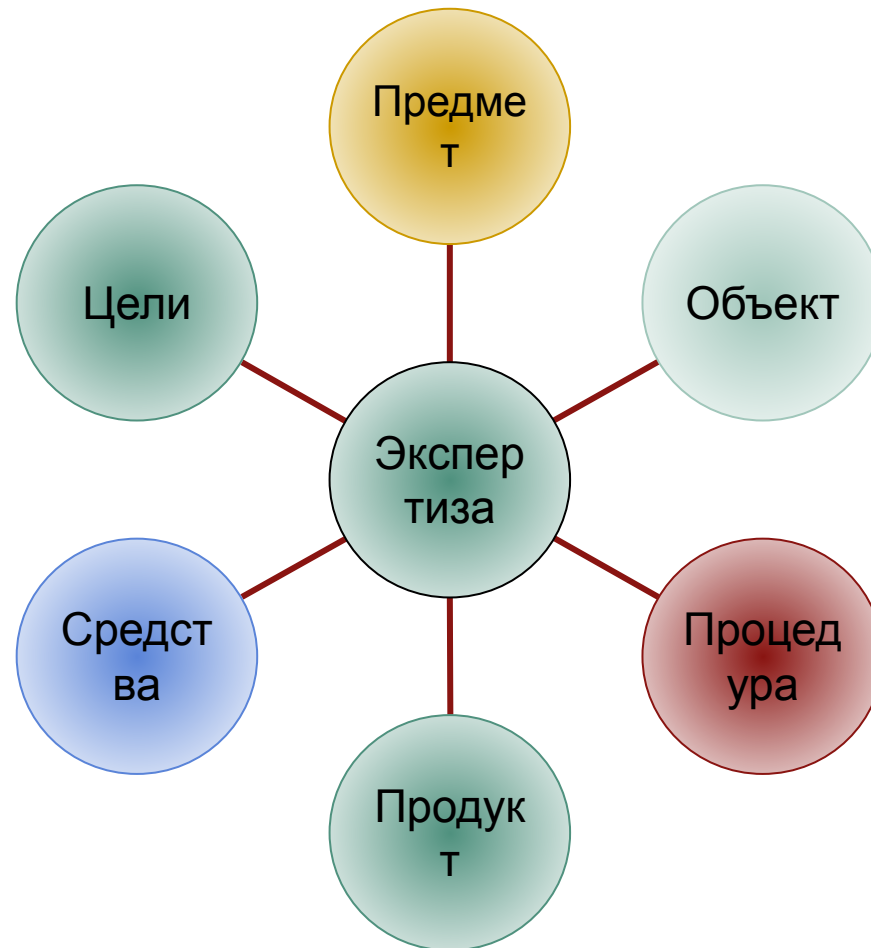 Предме
т
Цели
Объект
Экспер
тиза
Средст
ва
Процед
ура
Продук
т